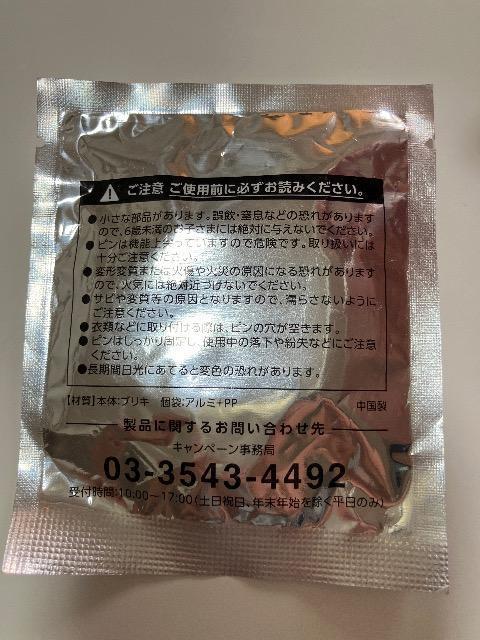 ご注意 ご使用前に必ずお読みください。
●小さな部品があります。誤飲・窒息などの恐れがあります
ので、6歳未満のお子さまには絶対に与えないでください。
●ピンは機能上尖っていますので危険です。取り扱いには
十分ご注意ください。
●変形変質または火傷や火災の原因になる恐れがあります
ので、火気には絶対近づけないでください。
●サビや変質等の原因となりますので、濡らさないように
ご注意ください。
●衣類などに取り付ける際は、ピンの穴が空きます。
●ピンはしっかり固定し、使用中の落下や紛失などにご注意
ください。
●長期間日光にあてると変色の恐れがあります。
【材質】本体:ブリキ 個袋:アルミ+PP 中国製
製品に関するお問い合わせ先
キャンペーン事務局
03-3543-4492
受付時間:10:00〜17:00(土日祝日、年末年始を除く平日のみ)